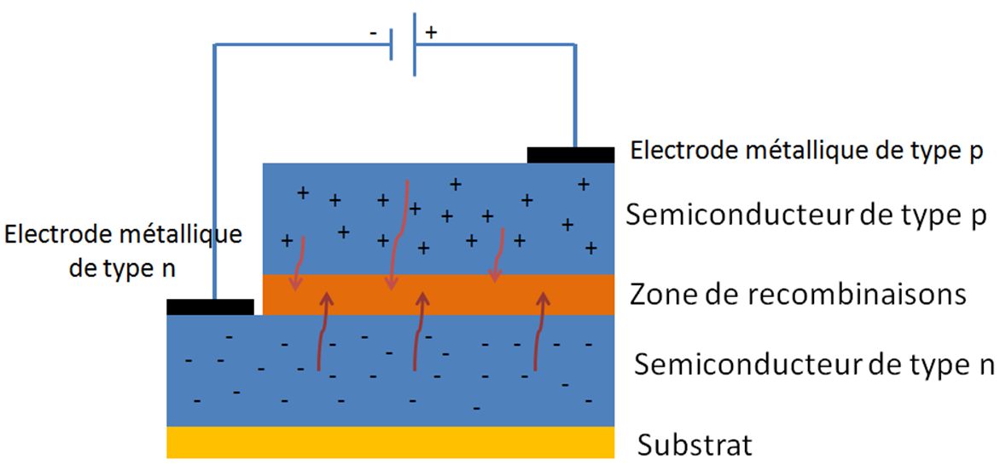 - +
Electrode métallique de type p
Semiconducteur de type p
Electrode métallique
de type n
Zone de recombinaisons
Semiconducteur de type n
Substrat